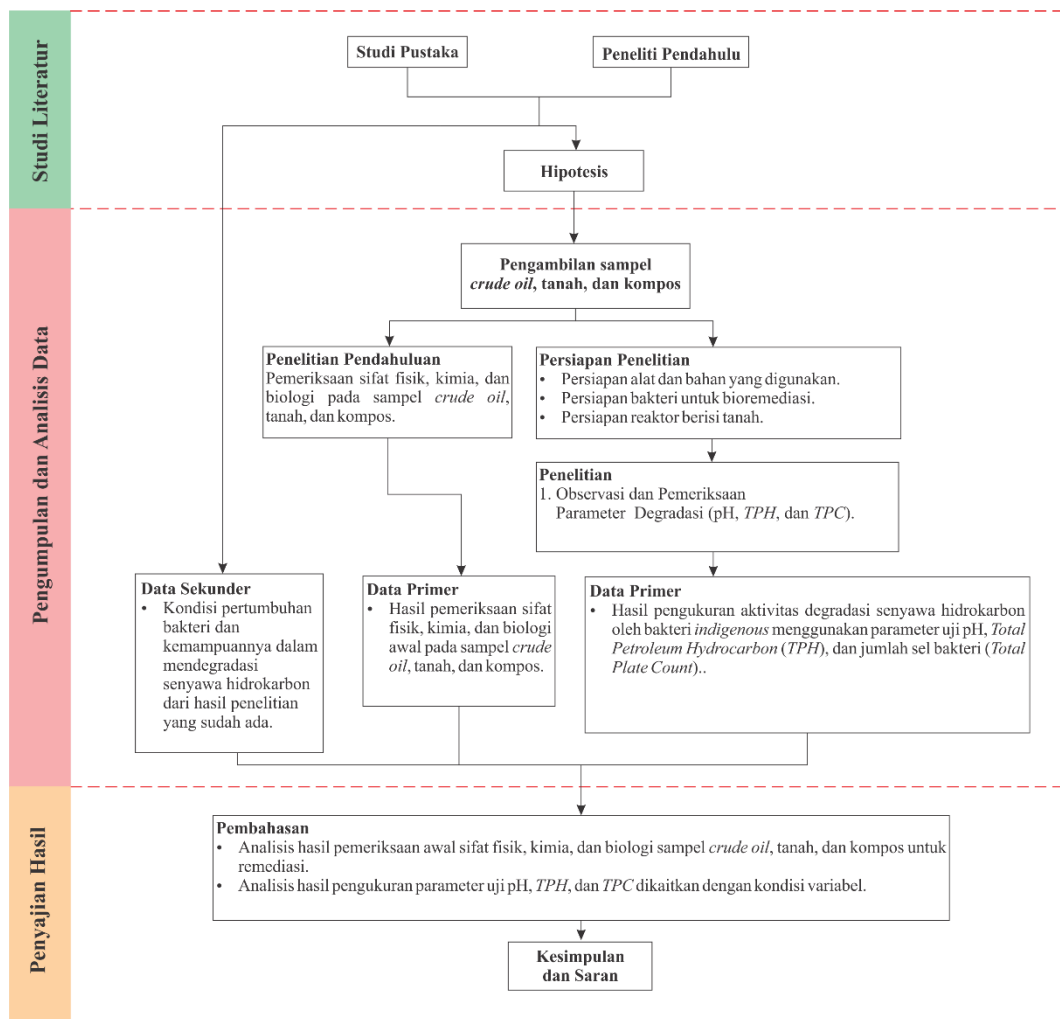 Studi Literatur
Studi Pustaka
Peneliti Pendahulu
Hipotesis
Pengumpulan dan Analisis Data
Pengambilan sampel
crude oil, tanah, dan kompos
Penelitian Pendahuluan
Pemeriksaan sifat fisik, kimia, dan
biologi pada sampel crude oil,
tanah, dan kompos.
Persiapan Penelitian
• Persiapan alat dan bahan yang digunakan.
• Persiapan bakteri untuk bioremediasi.
• Persiapan reaktor berisi tanah.
Penelitian
1. Observasi dan Pemeriksaan
Parameter Degradasi (pH, TPH, dan TPC).
Data Sekunder
• Kondisi pertumbuhan
bakteri dan
kemampuannya dalam
mendegradasi
senyawa hidrokarbon
dari hasil penelitian
yang sudah ada.
Data Primer
• Hasil pemeriksaan sifat
fisik, kimia, dan biologi
awal pada sampel crude
oil, tanah, dan kompos.
Data Primer
• Hasil pengukuran aktivitas degradasi senyawa hidrokarbon
oleh bakteri indigenous menggunakan parameter uji pH, Total
Petroleum Hydrocarbon (TPH), dan jumlah sel bakteri (Total
Plate Count)..
Penyajian Hasil
Pembahasan
• Analisis hasil pemeriksaan awal sifat fisik, kimia, dan biologi sampel crude oil, tanah, dan kompos untuk
remediasi.
• Analisis hasil pengukuran parameter uji pH, TPH, dan TPC dikaitkan dengan kondisi variabel.
Kesimpulan
dan Saran